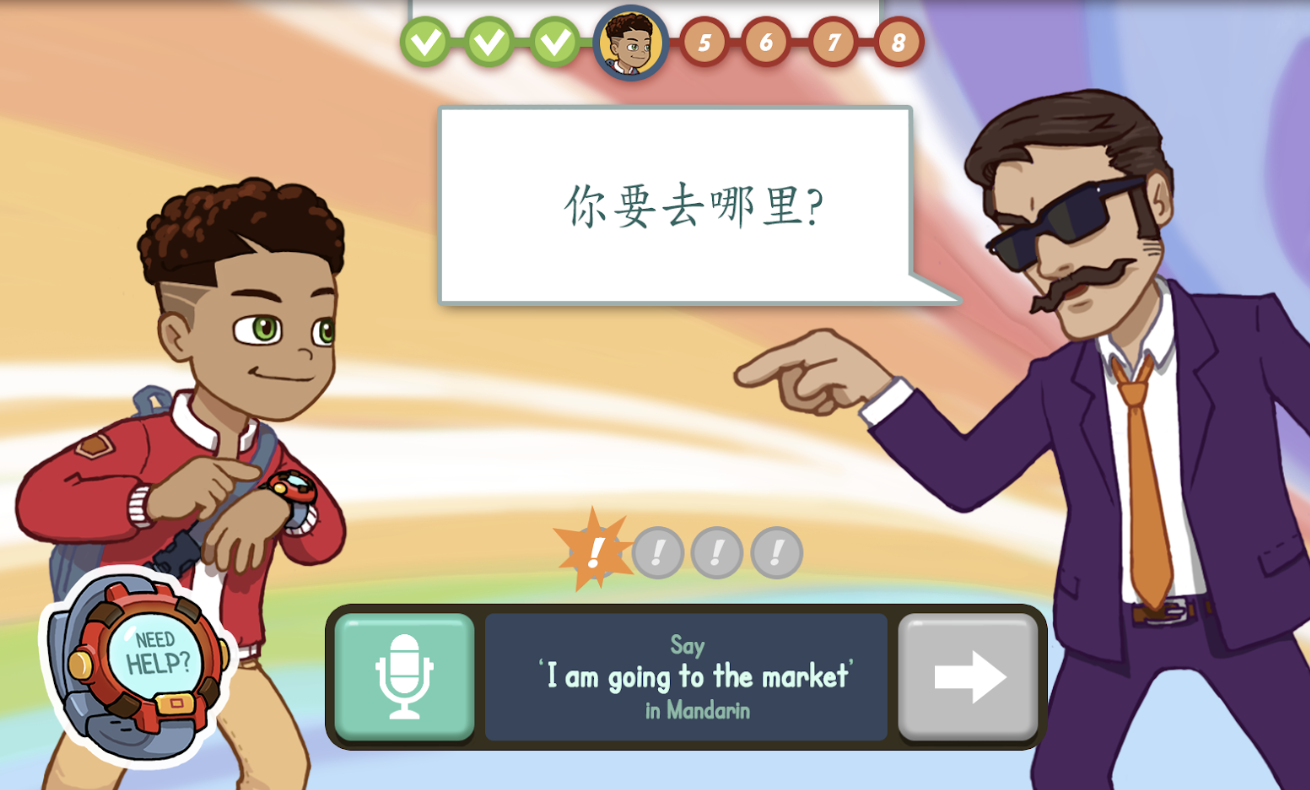 5 6 7 8
你要去哪里?
! ! ! !
NEED
HELP?
Say
'I am going to the market'
in Mandarin